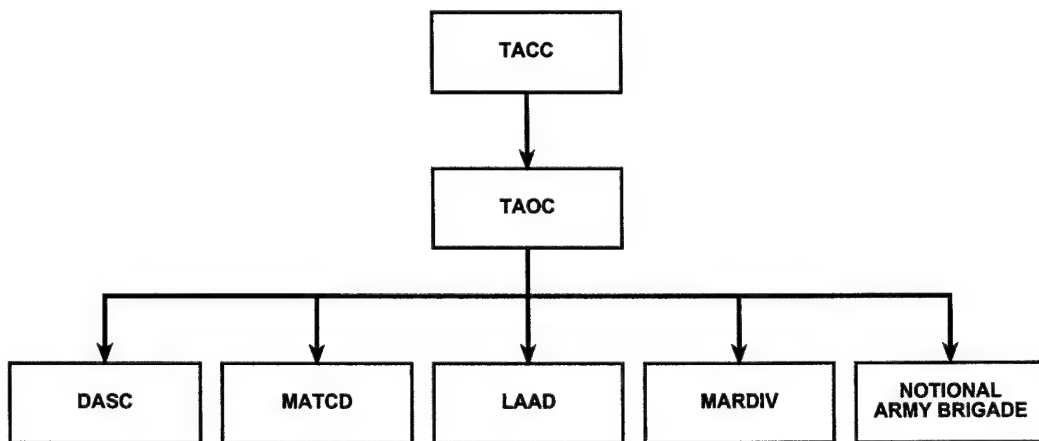 TACC
TAOC
DASC
MATCD
LAAD
MARDIV
NOTIONAL
ARMY BRIGADE